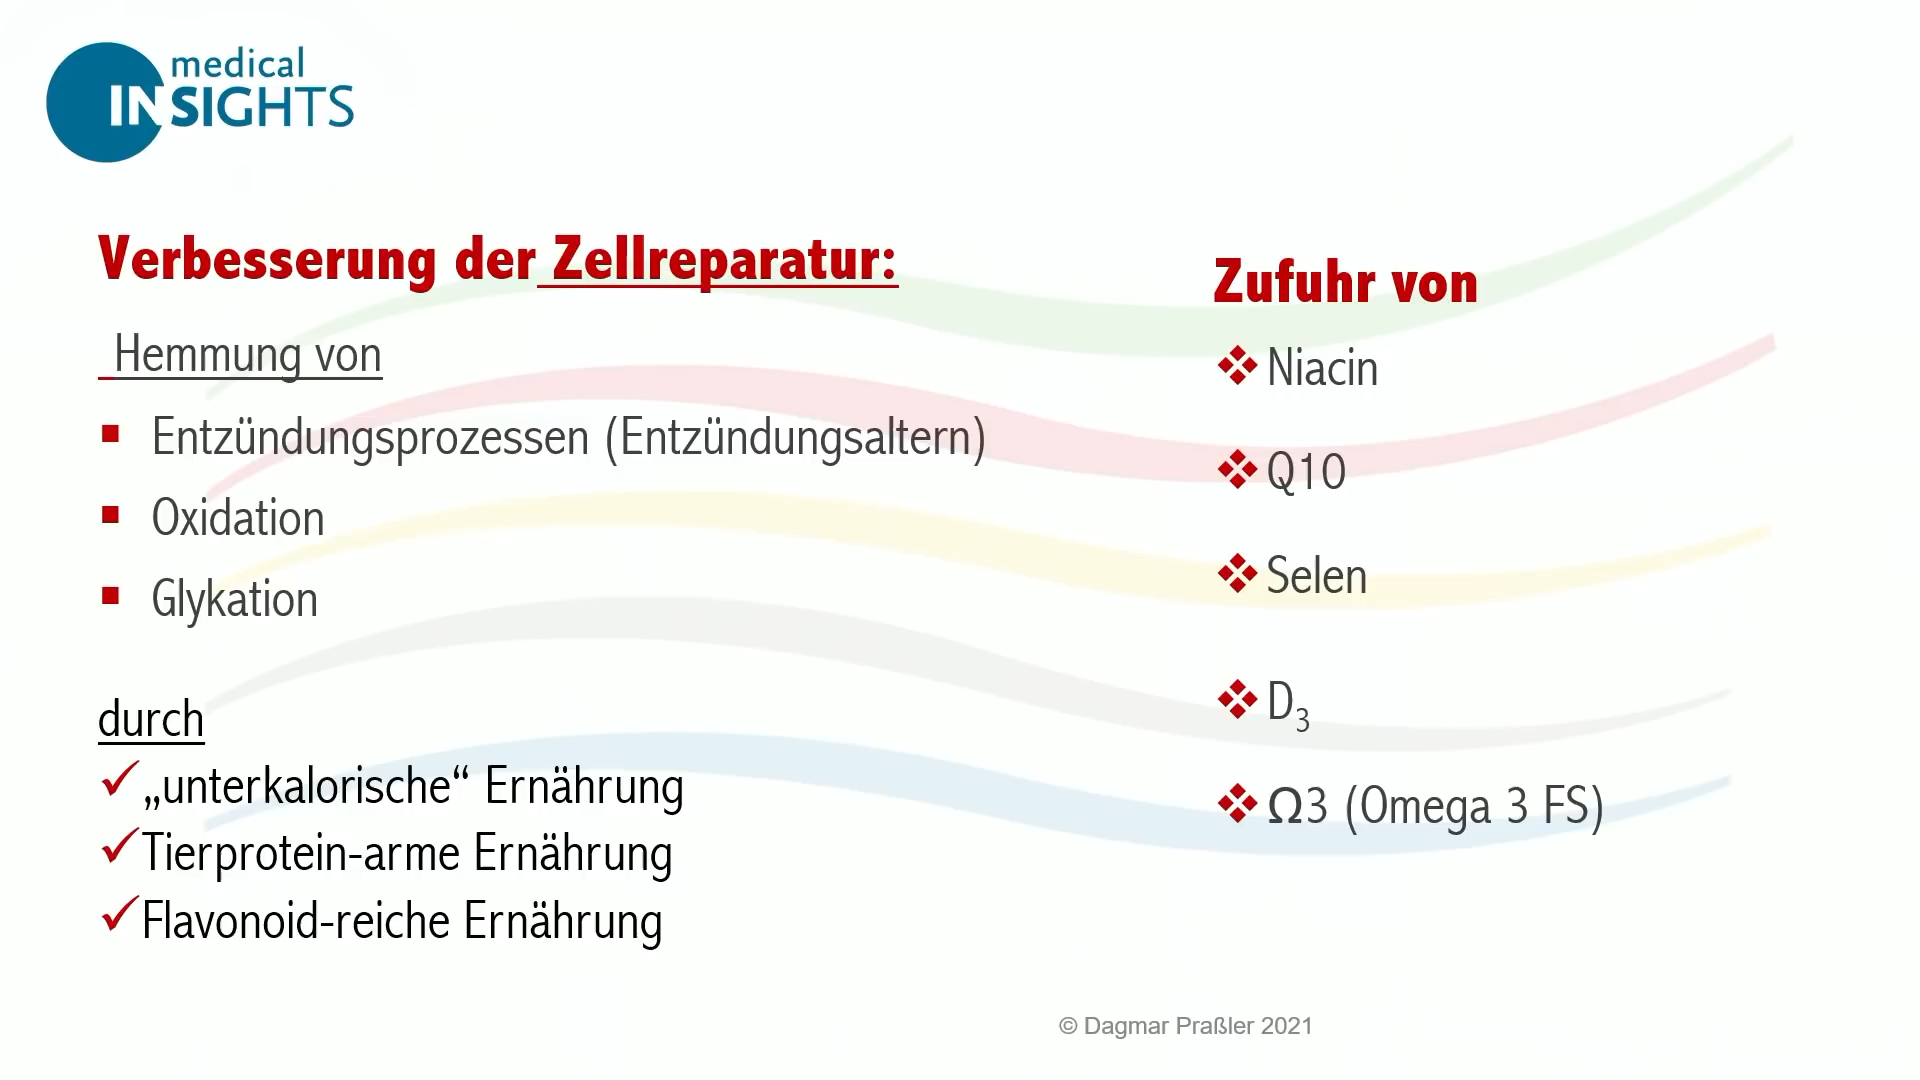 medical
INSIGHTS
Verbesserung der Zellreparatur:
Hemmung von
▪ Entzündungsprozessen (Entzündungsaltern)
▪ Oxidation
▪ Glykation
durch
✓„unterkalorische“ Ernährung
✓Tierprotein-arme Ernährung
✓Flavonoid-reiche Ernährung
Zufuhr von
❖ Niacin
❖ Q10
❖ Selen
❖ D₃
❖ Ω3 (Omega 3 FS)
© Dagmar Praßler 2021